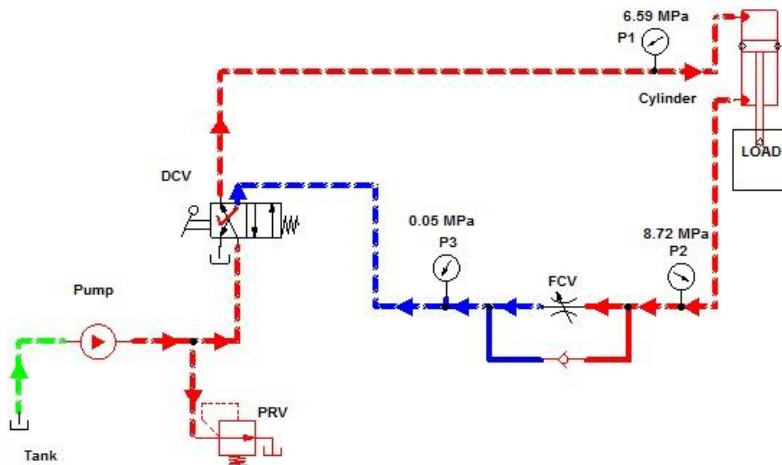 6.59 MPa
P1
Cylinder
LOAD
DCV
0.05 MPa
P3
8.72 MPa
P2
FCV
Pump
PRV
Tank